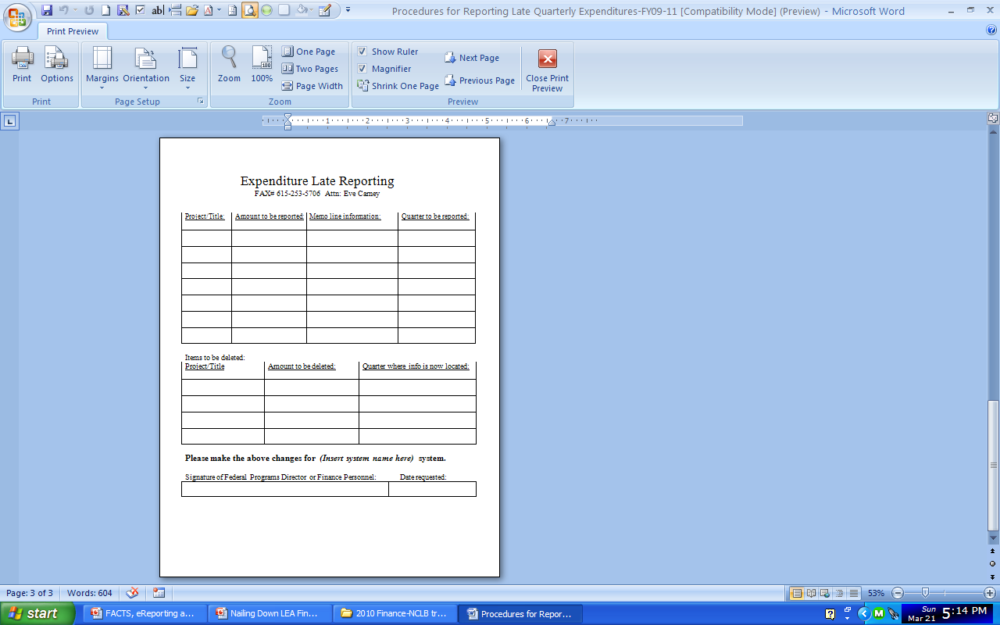 Procedures for Reporting Late Quarterly Expenditures-FY09-11 [Compatibility Mode] (Preview) - Microsoft Word
Print Preview
Print Options Margins Orientation Size Zoom 100% One Page Two Pages Page Width Show Ruler Magnifier Shrink One Page Next Page Previous Page Close Print Preview
Print Page Setup Zoom Preview
1 2 3 4 5 6 7
Expenditure Late Reporting
FAX# 615-253-5706 Attn: Eve Carney
Project/Title: Amount to be reported: Memo line information: Quarter to be reported:
Items to be deleted:
Project/Title Amount to be deleted: Quarter where info is now located:
Please make the above changes for (Insert system name here) system.
Signature of Federal Programs Director or Finance Personnel: Date requested:
Page: 3 of 3 Words: 604 53%
start FACTS, eReporting a... Nailing Down LEA Fin... 2010 Finance-NCLB tr... Procedures for Repor... Sun Mar 21 5:14 PM